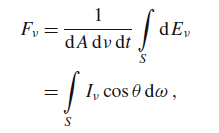 F_ν = 1 / (dA dν dt) ∫_S dE_ν
= ∫_S I_ν cos θ dω ,